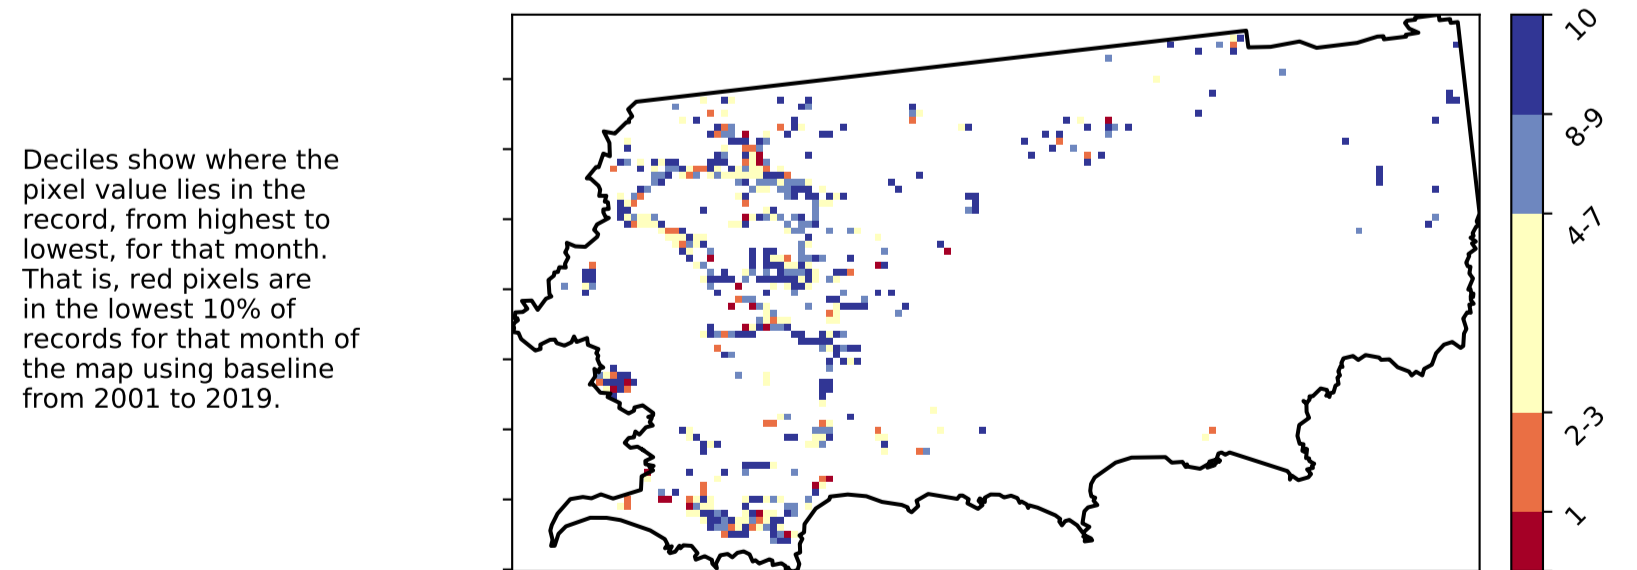 Deciles show where the
pixel value lies in the
record, from highest to
lowest, for that month.
That is, red pixels are
in the lowest 10% of
records for that month of
the map using baseline
from 2001 to 2019.
10
8-9
4-7
2-3
1